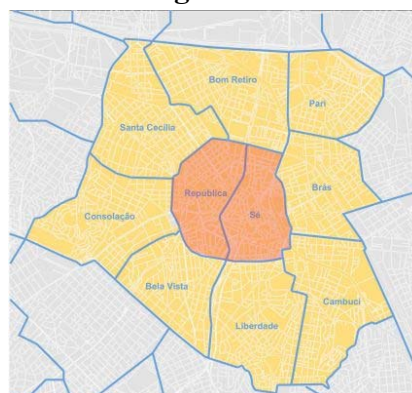 Bom Retiro
Pari
Santa Cecília
República
Brás
Sé
Consolação
Bela Vista
Cambuci
Liberdade